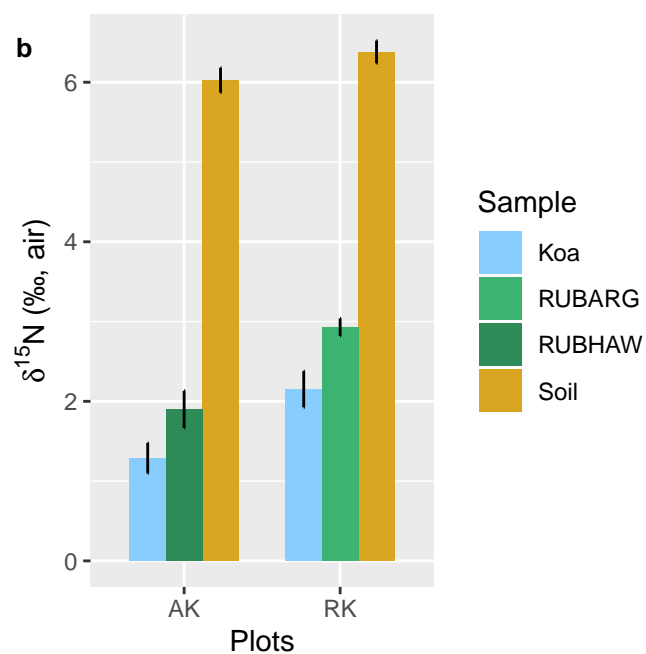 b
6
4
2
0
δ¹⁵N (‰, air)
AK
RK
Plots
Sample
Koa
RUBARG
RUBHAW
Soil